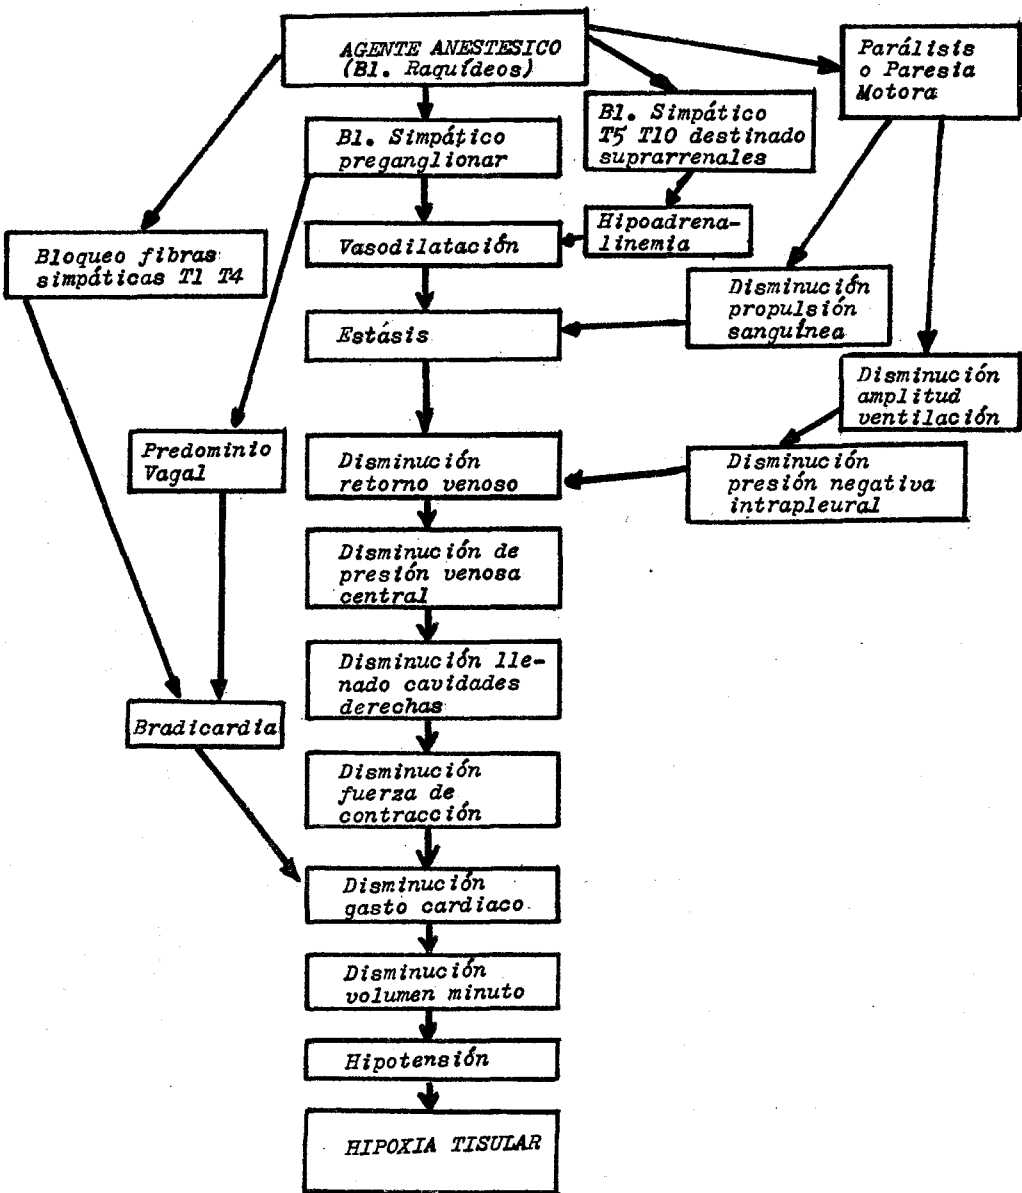 AGENTE ANESTESICO
(Bl. Raquídeos)
Parálisis
o Paresia
Motora
Bl. Simpático
preganglionar
Bl. Simpático
T5 T10 destinado
suprarrenales
Hipoadrena-
linemia
Bloqueo fibras
simpáticas T1 T4
Vasodilatación
Disminución
propulsión
sanguínea
Estásis
Disminución
amplitud
ventilación
Predominio
Vagal
Disminución
retorno venoso
Disminución
presión negativa
intrapleural
Disminución de
presión venosa
central
Disminución lle-
nado cavidades
derechas
Bradicardia
Disminución
fuerza de
contracción
Disminución
gasto cardiaco
Disminución
volumen minuto
Hipotensión
HIPOXIA TISULAR